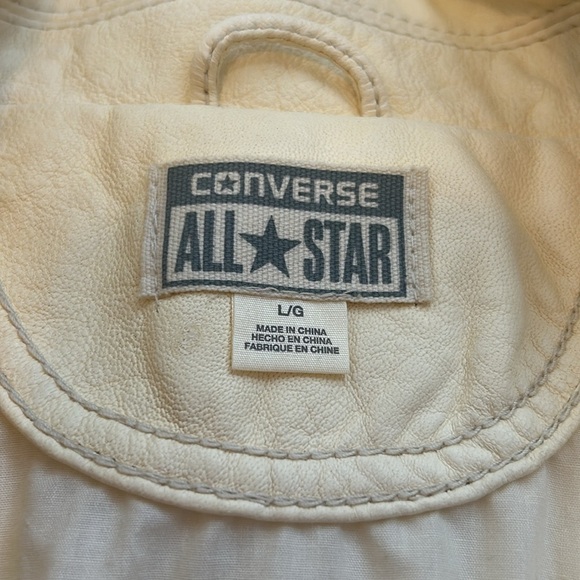 CONVERSE
ALL STAR
L/G
MADE IN CHINA
HECHO EN CHINA
FABRIQUE EN CHINE